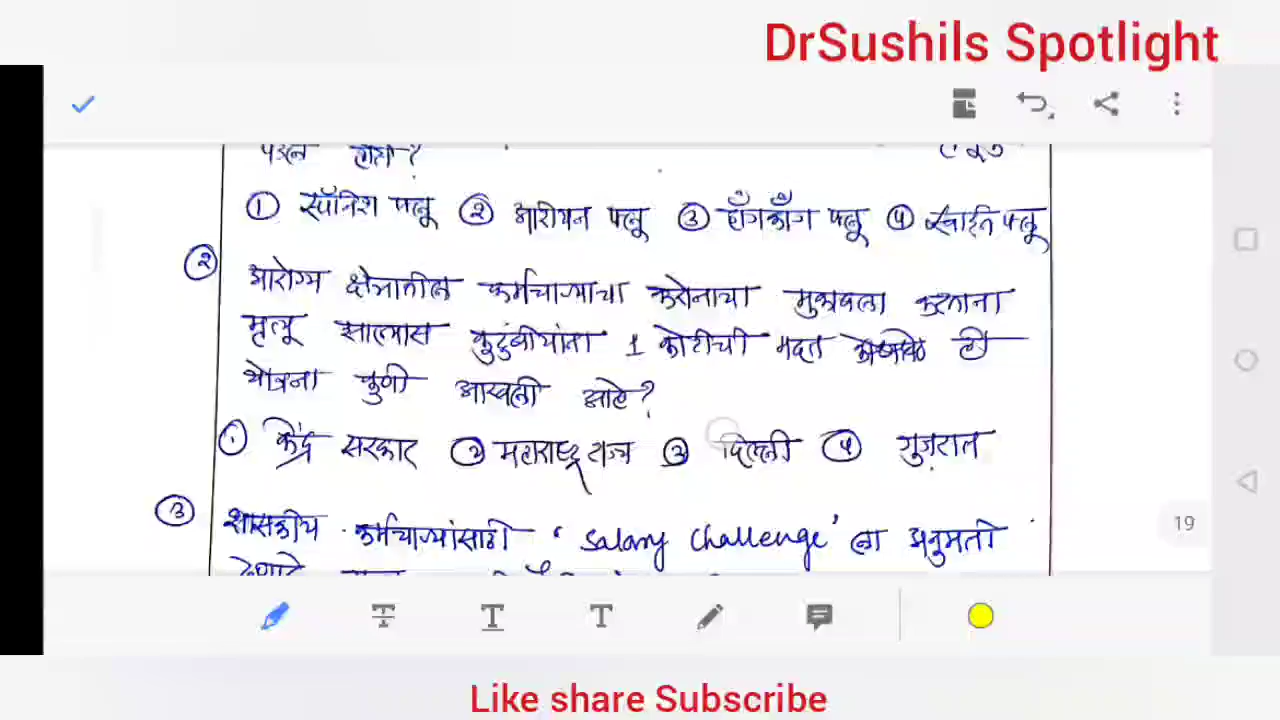 DrSushils Spotlight
होता?
① स्पॅनिश फ्लू ② आशीयन फ्लू ③ हाँगकाँग फ्लू ④ स्वाईन फ्लू
② आरोग्य क्षेत्रातील कर्मचाऱ्याचा करोनाचा मुकाबला करताना
मृत्यू झाल्यास कुटुंबीयांना 1 कोटीची मदत ही
योजना कुणी आखली आहे?
① केंद्र सरकार ② महाराष्ट्र राज्य ③ दिल्ली ④ गुजरात
③ शासकीय कर्मचाऱ्यांसाठी 'Salary Challenge' ला अनुमती
19
T T T
Like share Subscribe